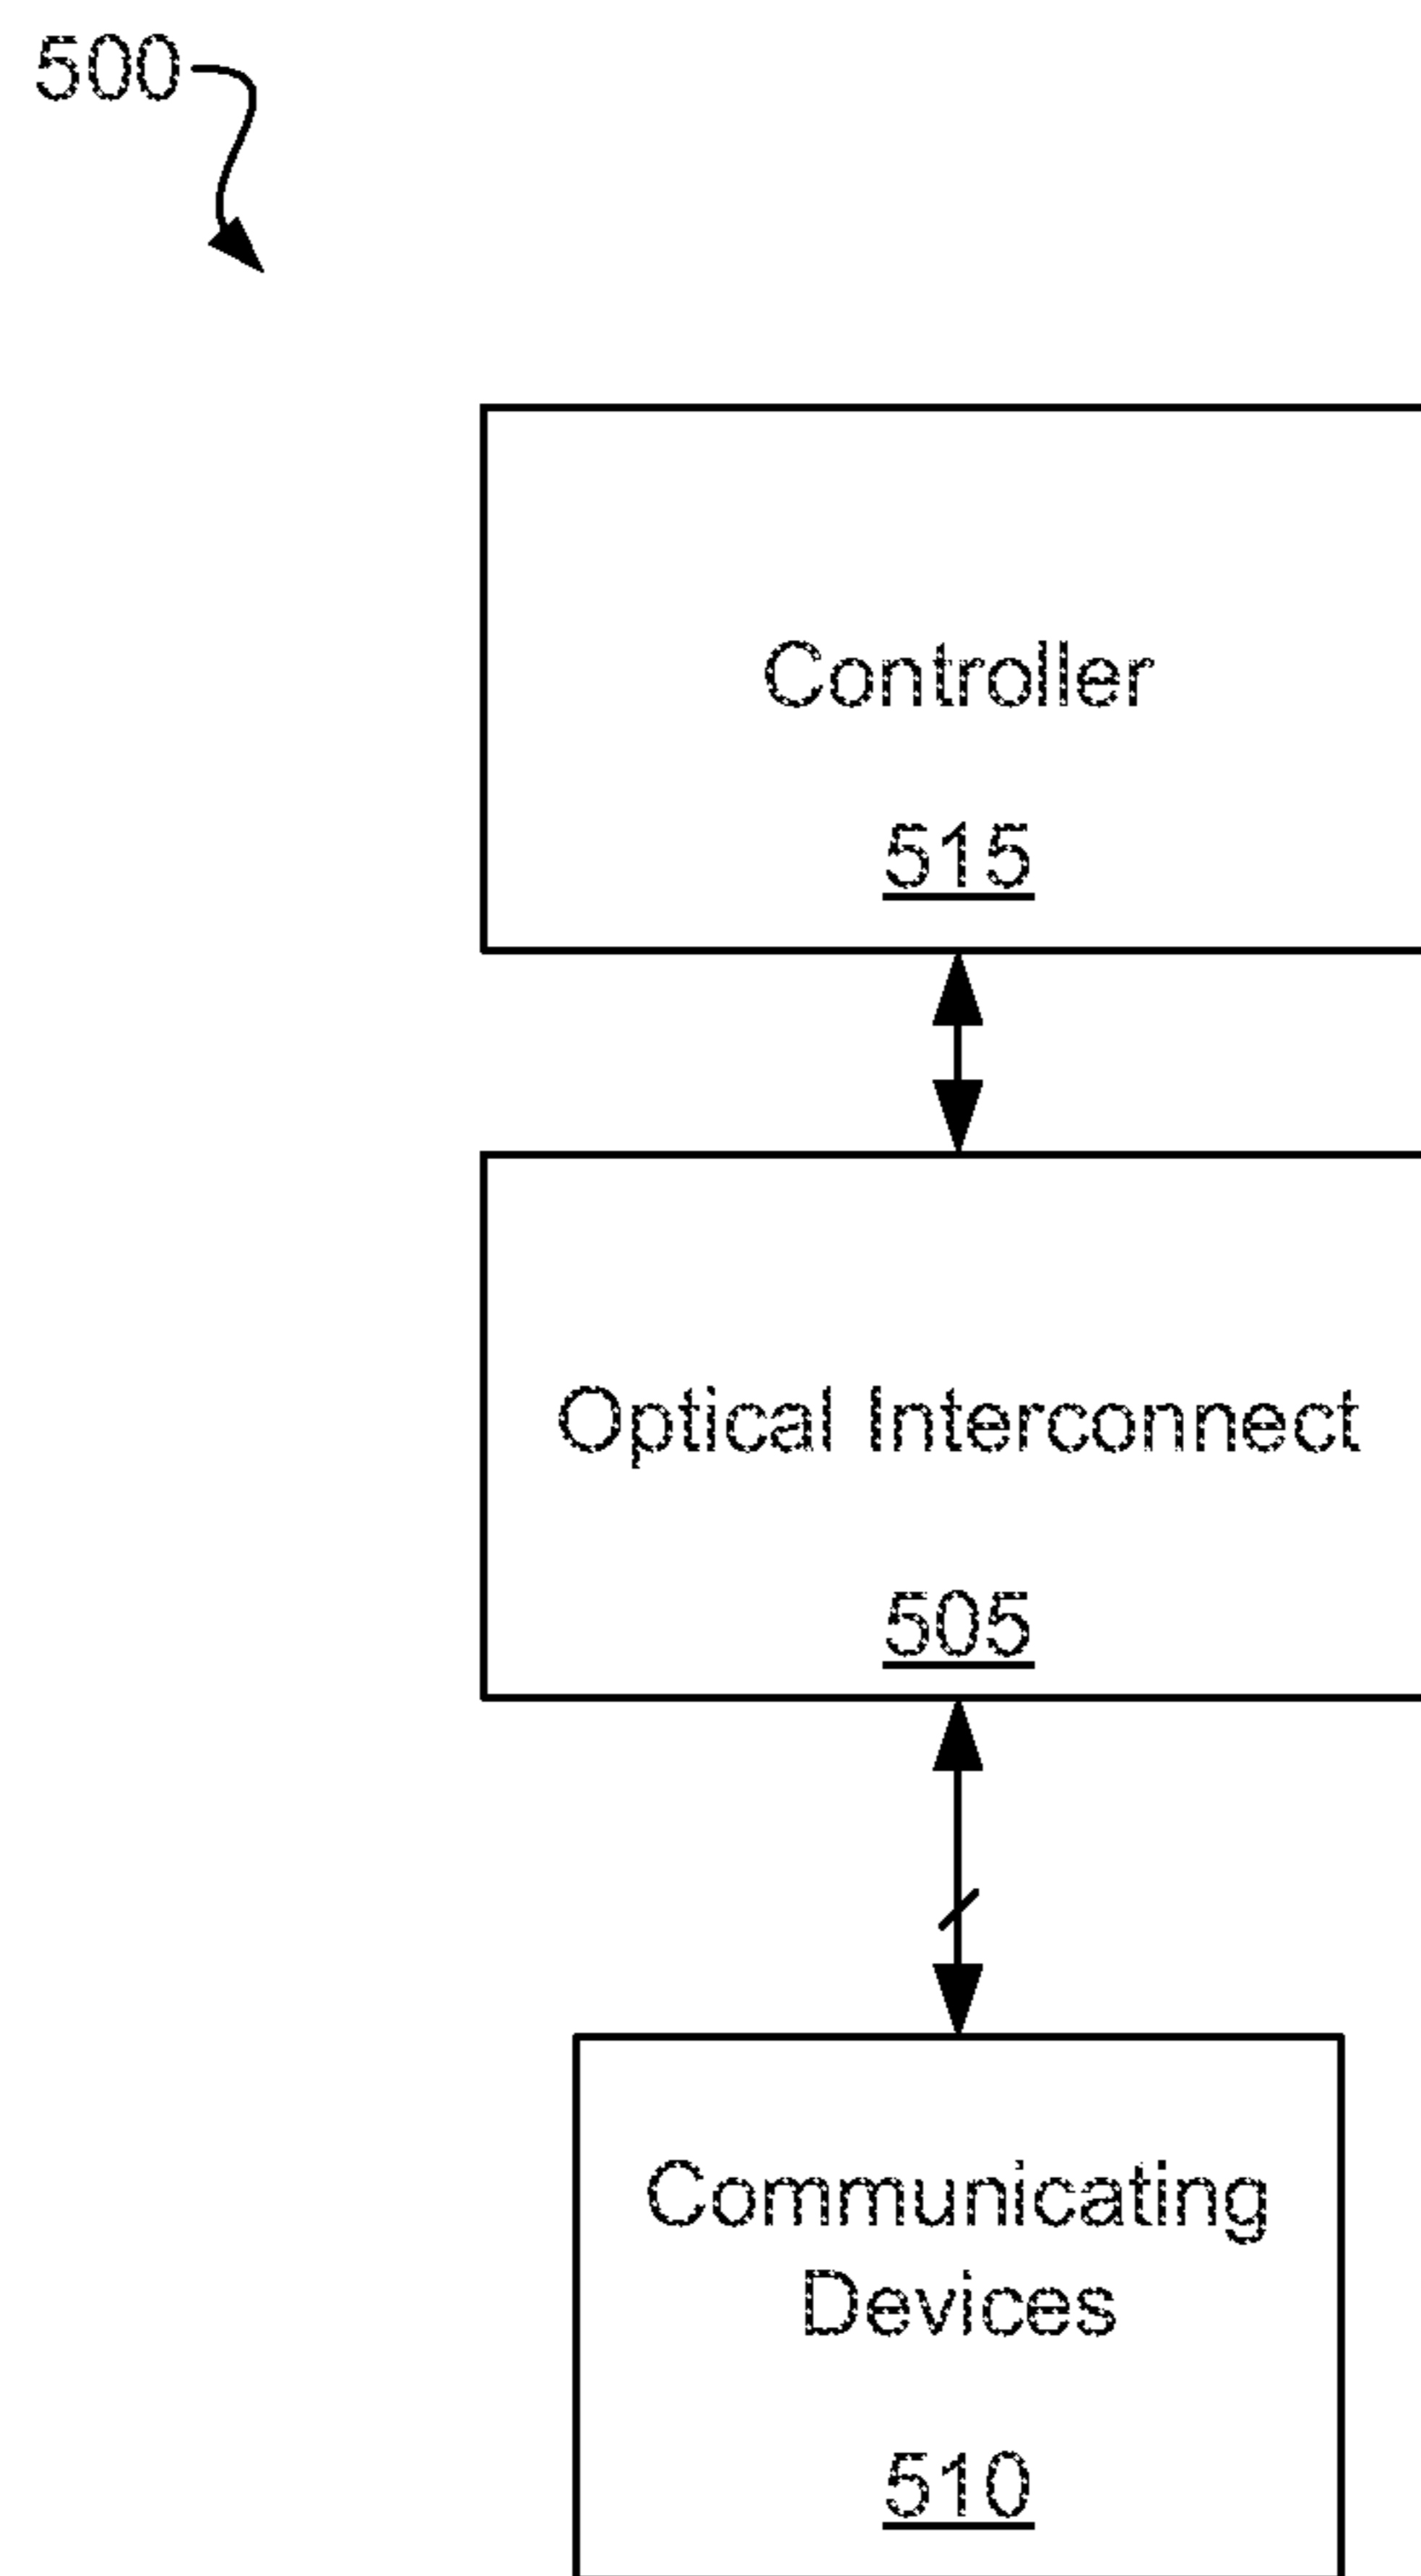 500
Controller
515
Optical Interconnect
505
Communicating
Devices
510